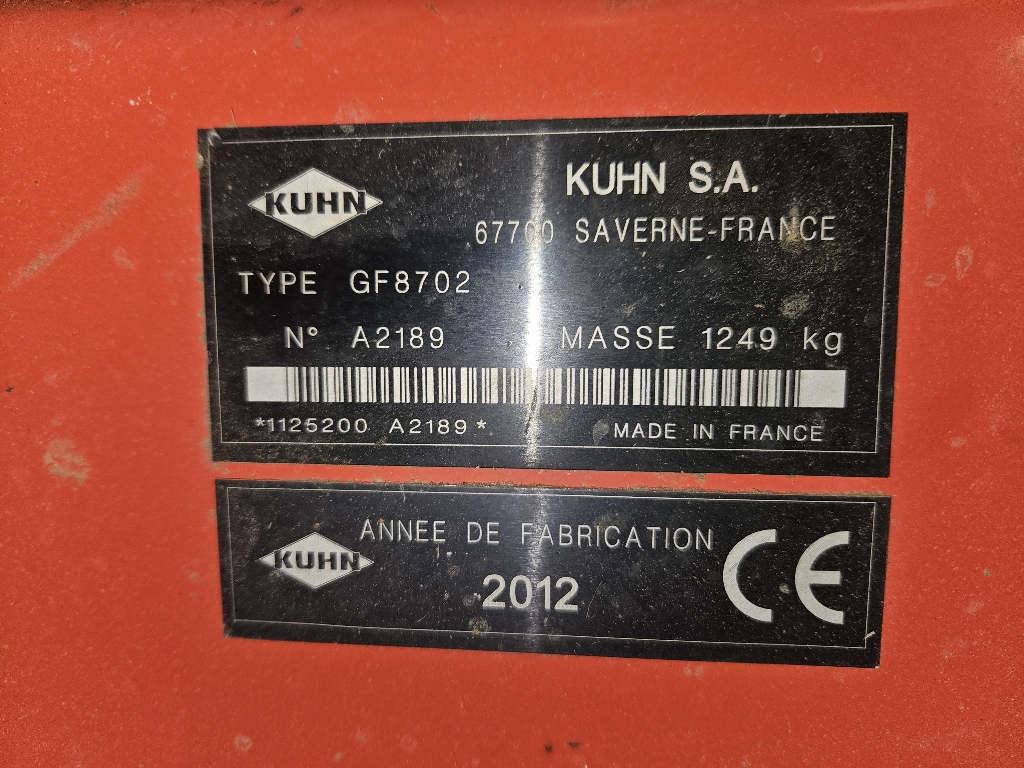 KUHN
KUHN S.A.
67700 SAVERNE-FRANCE
TYPE GF8702
N° A2189 MASSE 1249 kg
*1125200 A2189*
MADE IN FRANCE
KUHN
ANNEE DE FABRICATION
2012
CE